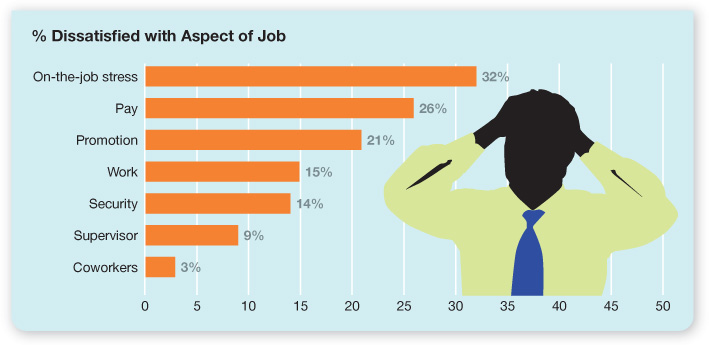 % Dissatisfied with Aspect of Job
On-the-job stress 32%
Pay 26%
Promotion 21%
Work 15%
Security 14%
Supervisor 9%
Coworkers 3%
0 5 10 15 20 25 30 35 40 45 50